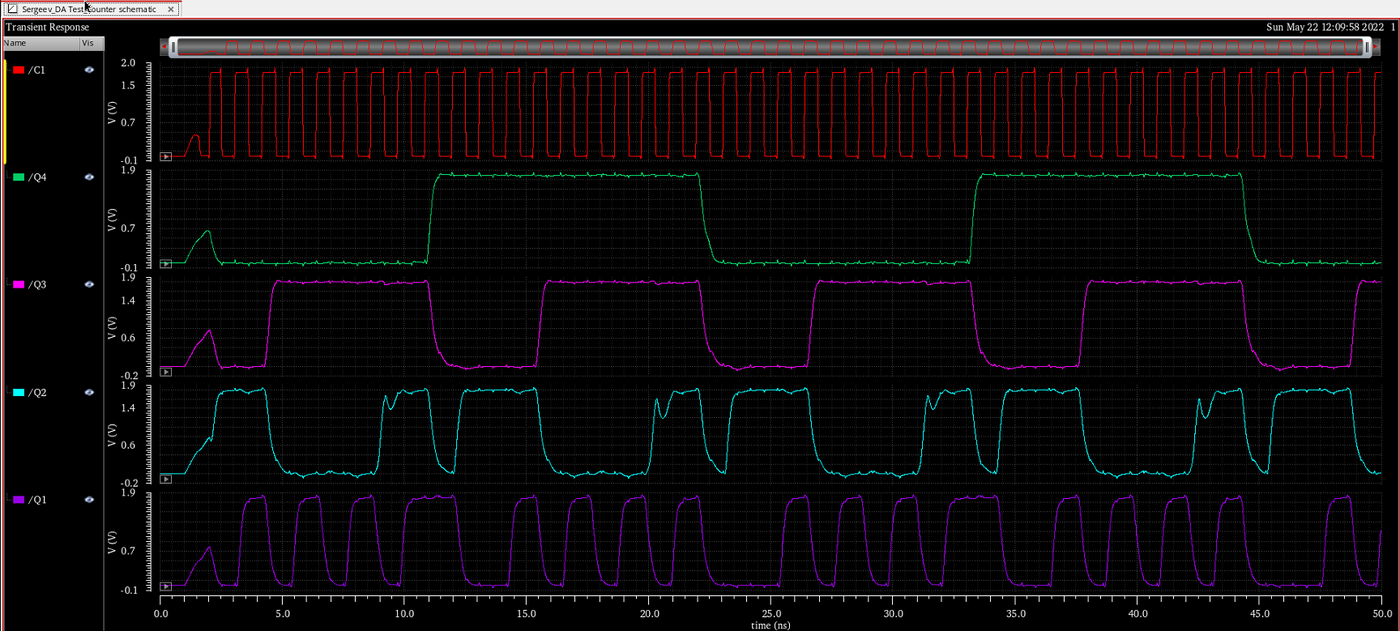 Sergeev_DA Test_counter schematic
Transient Response
Sun May 22 12:09:58 2022 1
Name Vis
/C1
V (V)
2.0
1.5
0.7
-0.1
/Q4
V (V)
1.9
0.7
-0.1
/Q3
V (V)
1.9
1.4
0.6
-0.2
/Q2
V (V)
1.9
1.4
0.6
-0.2
/Q1
V (V)
1.9
0.7
-0.1
0.0 5.0 10.0 15.0 20.0 25.0 30.0 35.0 40.0 45.0 50.0
time (ns)